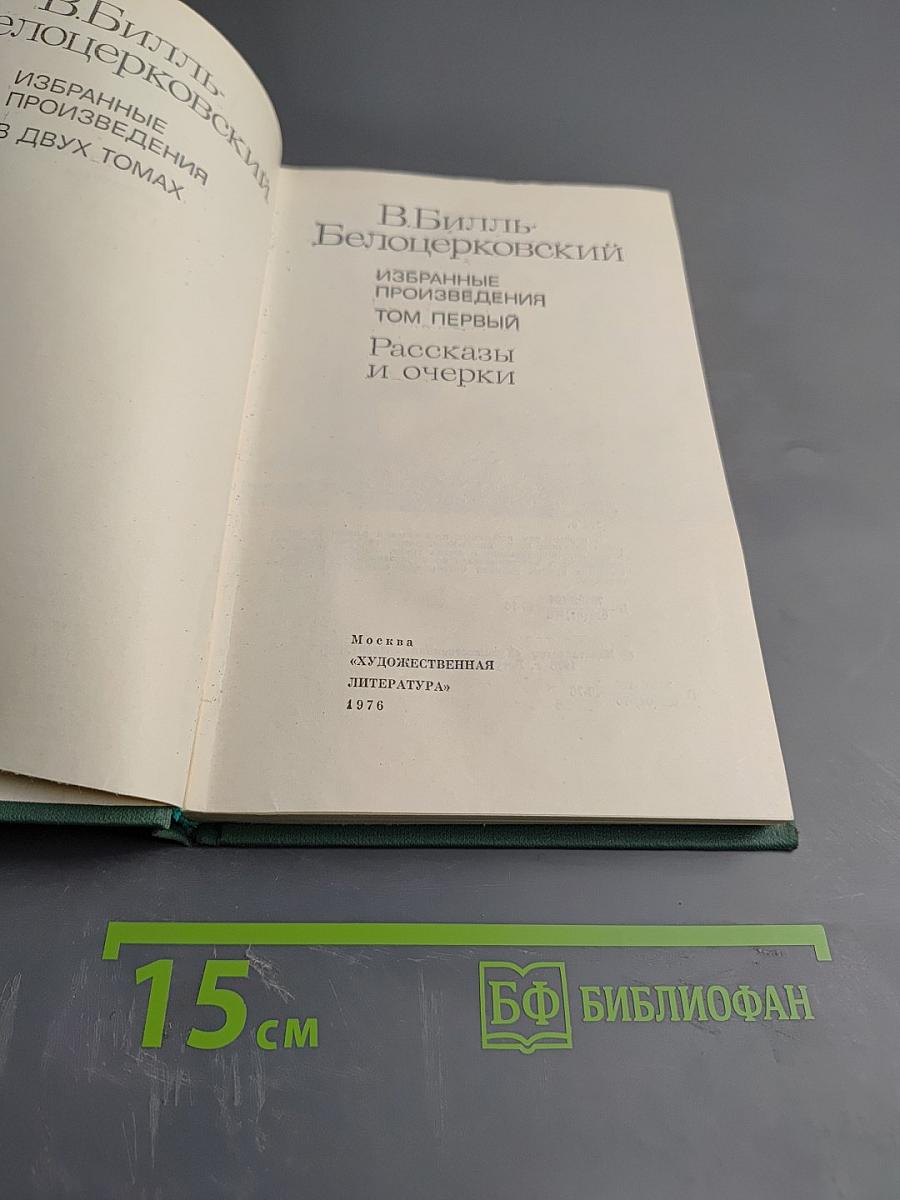 В.Билль-
Белоцерковский
ИЗБРАННЫЕ
ПРОИЗВЕДЕНИЯ
В ДВУХ ТОМАХ
В.Билль-
Белоцерковский
ИЗБРАННЫЕ
ПРОИЗВЕДЕНИЯ
ТОМ ПЕРВЫЙ
Рассказы
и очерки
Москва
«ХУДОЖЕСТВЕННАЯ
ЛИТЕРАТУРА»
1976
15 см
БФ БИБЛИОФАН